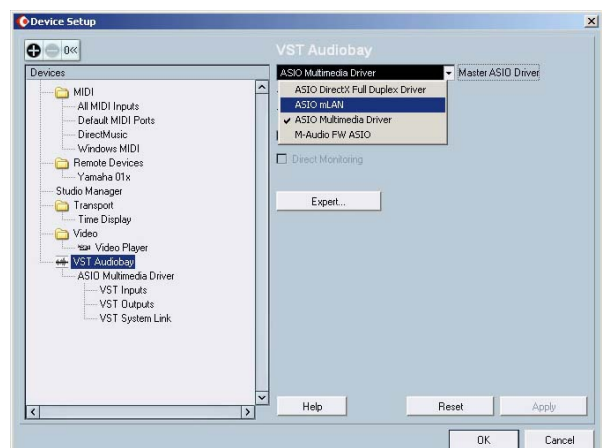 Device Setup
0«
VST Audiobay
Devices
MIDI
All MIDI Inputs
Default MIDI Ports
DirectMusic
Windows MIDI
Remote Devices
Yamaha 01x
Studio Manager
Transport
Time Display
Video
Video Player
VST Audiobay
ASIO Multimedia Driver
VST Inputs
VST Outputs
VST System Link
ASIO Multimedia Driver
Master ASIO Driver
ASIO DirectX Full Duplex Driver
ASIO mLAN
ASIO Multimedia Driver
M-Audio FW ASIO
Direct Monitoring
Expert...
Help
Reset
Apply
OK
Cancel